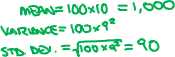 MEAN = 100×10 = 1,000
VARIANCE = 100×9²
STD. DEV. = √100×9² = 90